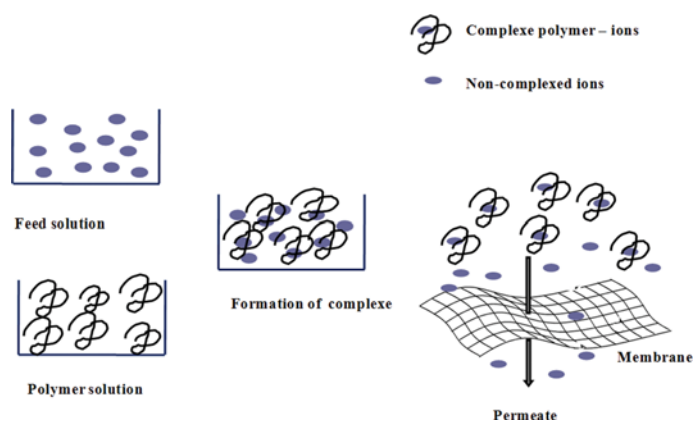 Complexe polymer – ions
Non-complexed ions
Feed solution
Formation of complexe
Polymer solution
Membrane
Permeate